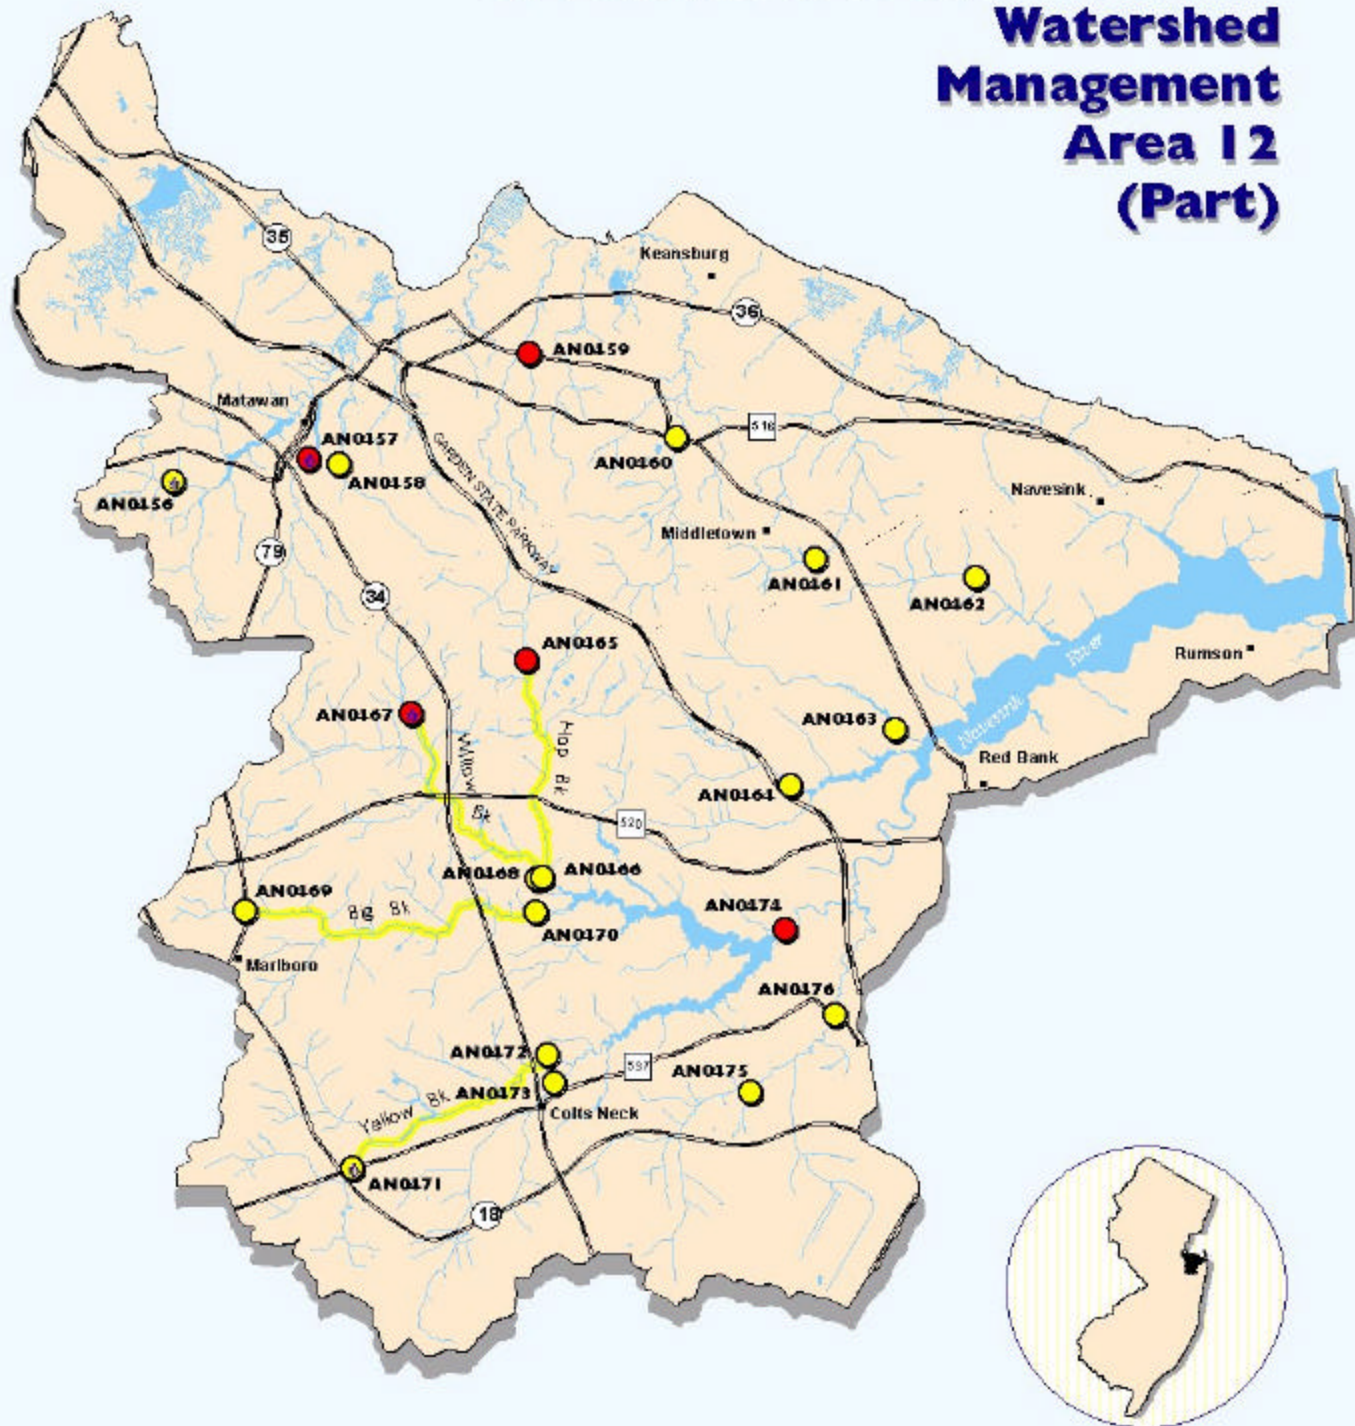 Watershed
Management
Area 12
(Part)
35
Keansburg
36
AN0159
Matawan
AN0157
516
AN0160
AN0158
GARDEN STATE PARKWAY
AN0156
Navesink
Middletown
79
AN0161
AN0162
34
AN0165
River
Rumson
AN0167
AN0163
Navesink
Hop Bk
Willow Bk
Red Bank
AN0164
520
AN0168
AN0166
AN0169
Big Bk
AN0174
AN0170
Marlboro
AN0176
AN0172
537
AN0175
AN0173
Yellow Bk
Colts Neck
AN0171
18